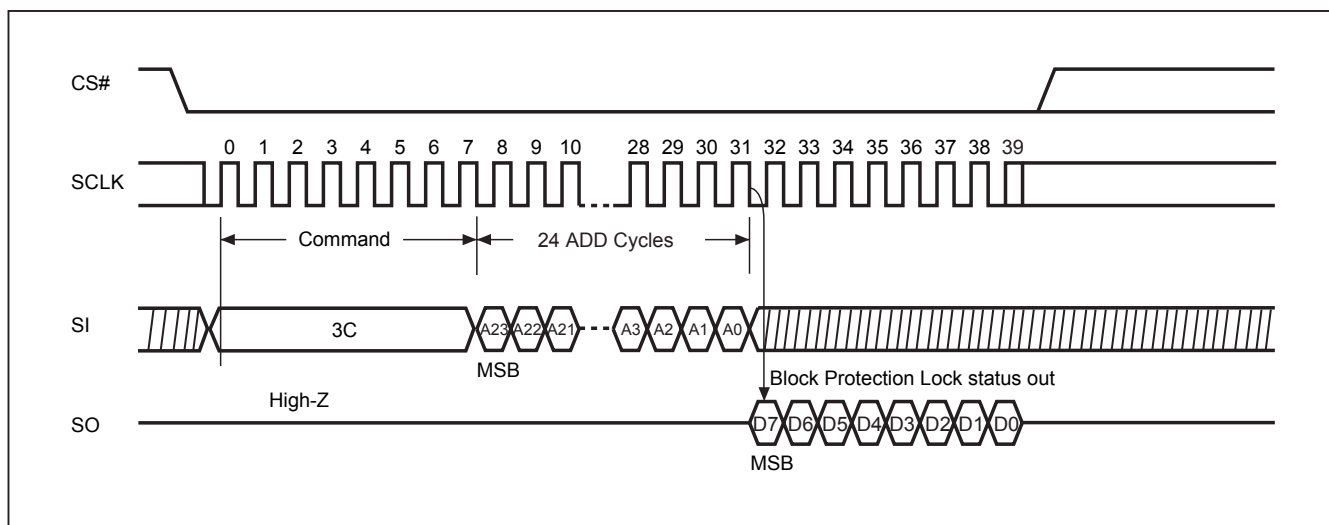 CS#
0 1 2 3 4 5 6 7 8 9 10 28 29 30 31 32 33 34 35 36 37 38 39
SCLK
Command 24 ADD Cycles
SI 3C A23 A22 A21 A3 A2 A1 A0
MSB
Block Protection Lock status out
High-Z
SO D7 D6 D5 D4 D3 D2 D1 D0
MSB